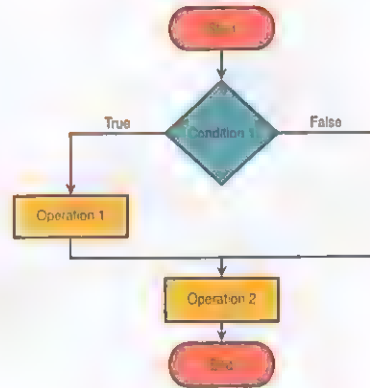 Start
Condition 1
True
False
Operation 1
Operation 2
End